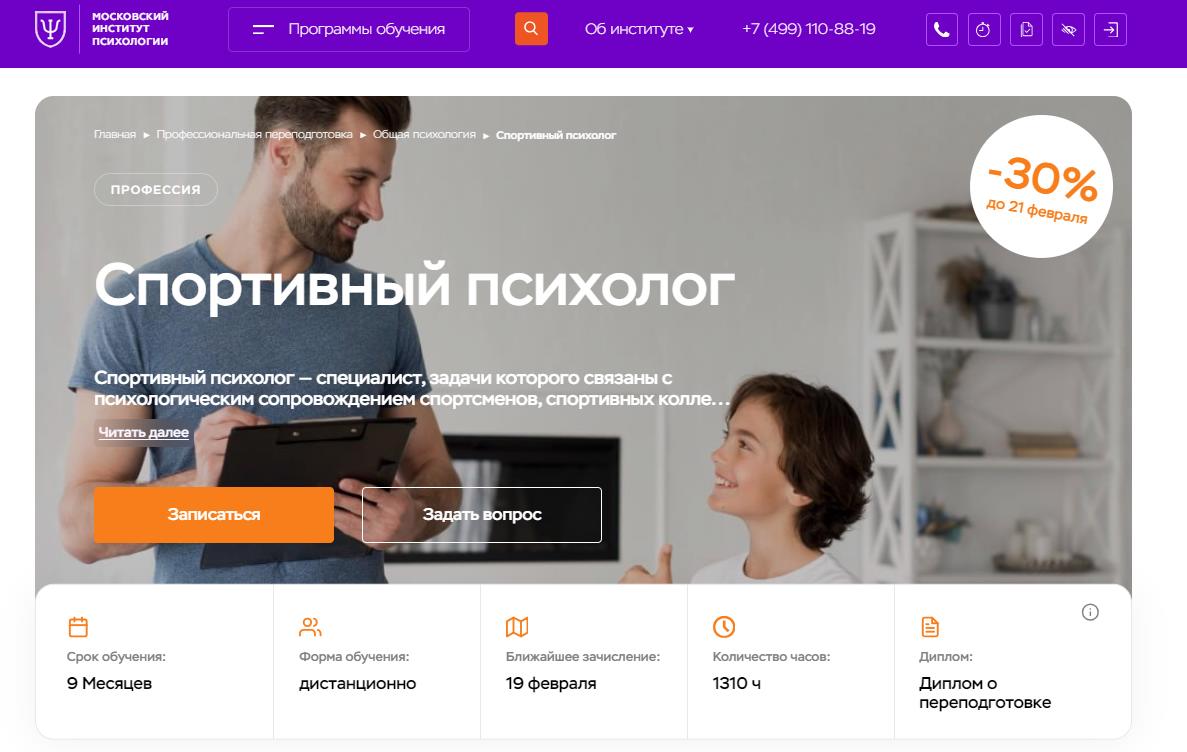 МОСКОВСКИЙ
ИНСТИТУТ
ПСИХОЛОГИИ
Программы обучения
Об институте ▾
+7 (499) 110-88-19
Главная ▸ Профессиональная переподготовка ▸ Общая психология ▸ Спортивный психолог
ПРОФЕССИЯ
-30%
до 21 февраля
Спортивный психолог
Спортивный психолог — специалист, задачи которого связаны с
психологическим сопровождением спортсменов, спортивных колле...
Читать далее
Записаться
Задать вопрос
Срок обучения:
9 Месяцев
Форма обучения:
дистанционно
Ближайшее зачисление:
19 февраля
Количество часов:
1310 ч
Диплом:
Диплом о
переподготовке